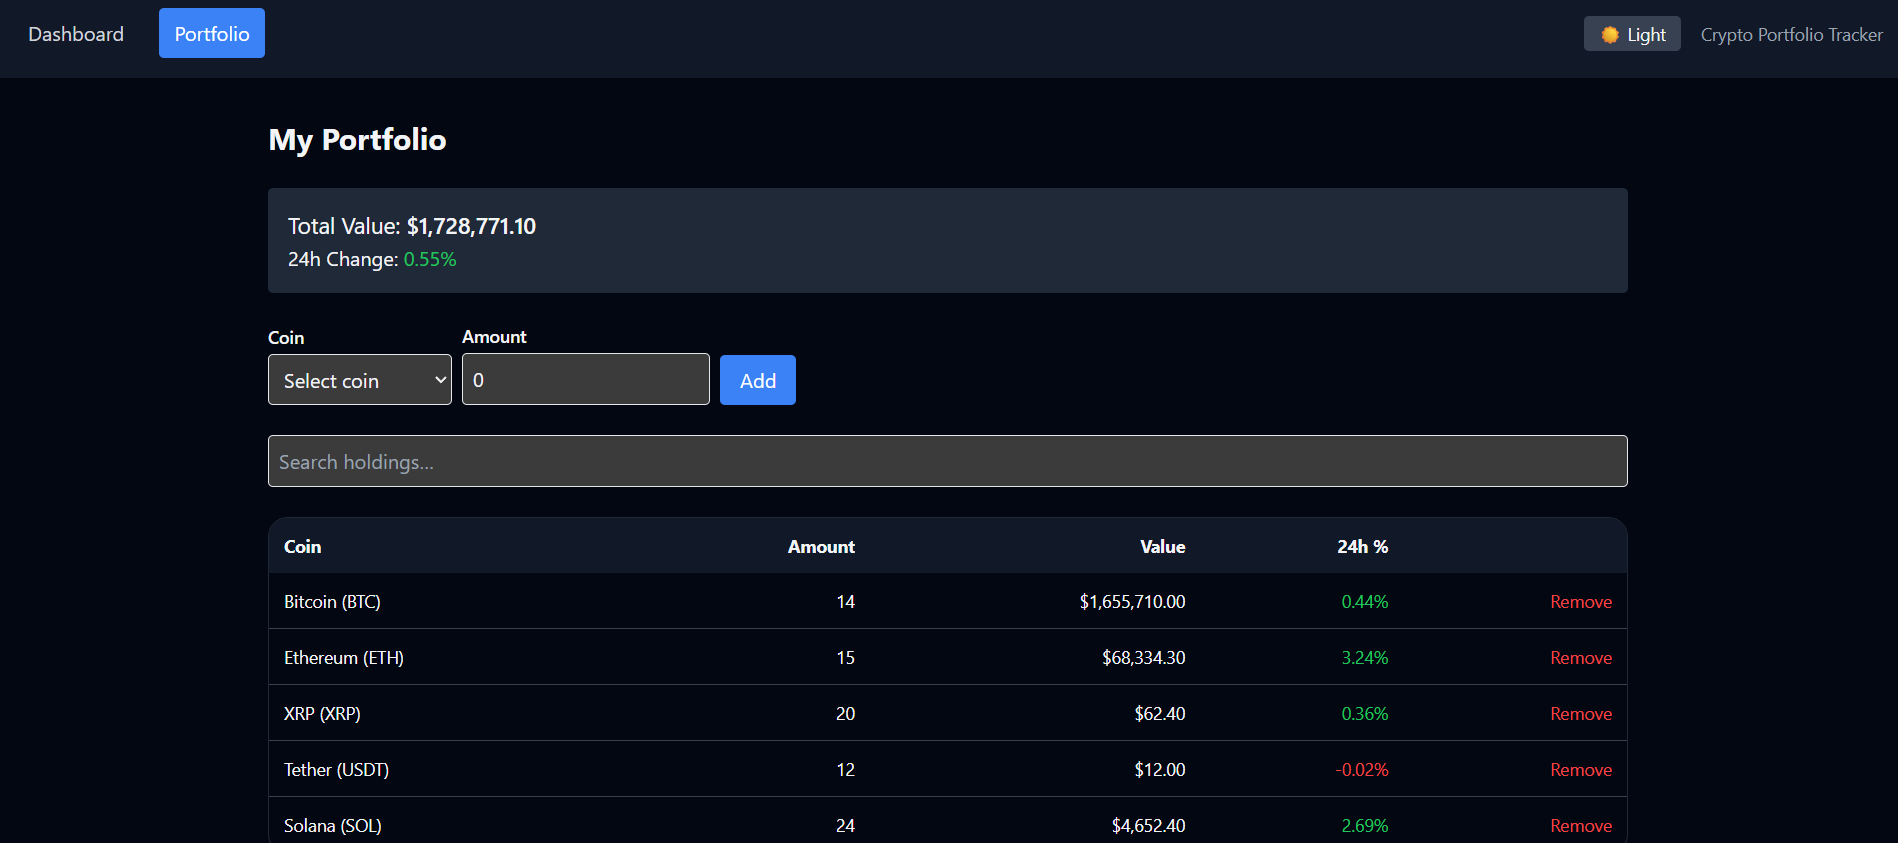 Dashboard Portfolio Light Crypto Portfolio Tracker
My Portfolio
Total Value: $1,728,771.10
24h Change: 0.55%
Coin Amount
Select coin 0 Add
Search holdings...
Coin Amount Value 24h %
Bitcoin (BTC) 14 $1,655,710.00 0.44% Remove
Ethereum (ETH) 15 $68,334.30 3.24% Remove
XRP (XRP) 20 $62.40 0.36% Remove
Tether (USDT) 12 $12.00 -0.02% Remove
Solana (SOL) 24 $4,652.40 2.69% Remove